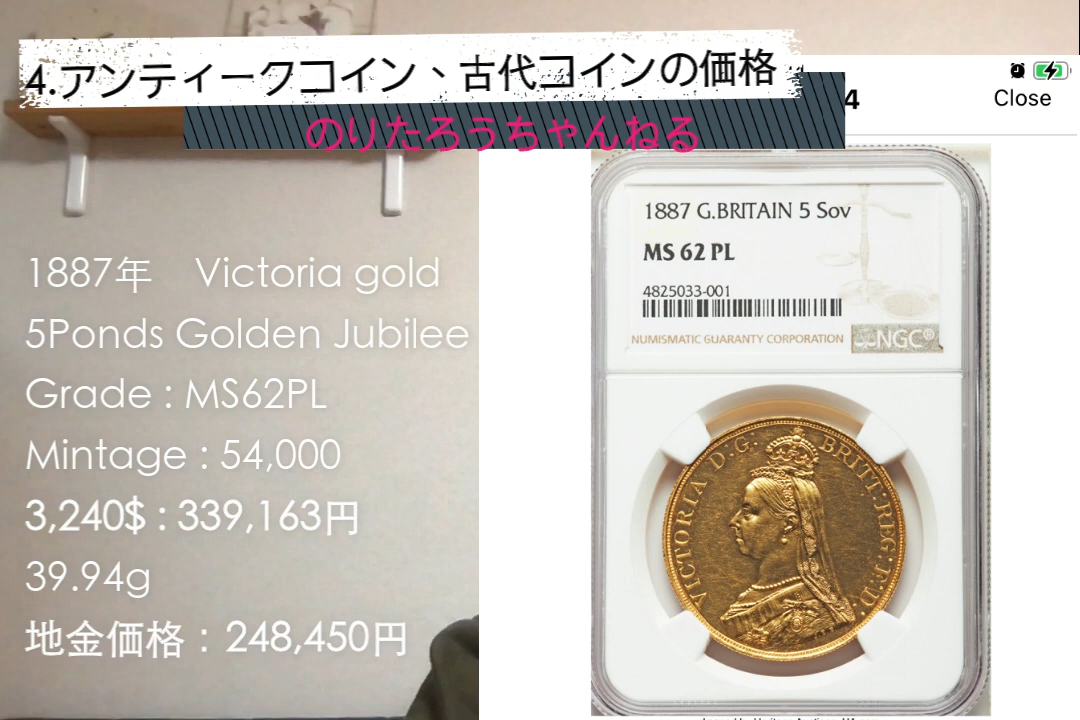 4.アンティークコイン、古代コインの価格
のりたろうちゃんねる
4
Close
1887年 Victoria gold
5Ponds Golden Jubilee
Grade : MS62PL
Mintage : 54,000
3,240$ : 339,163円
39.94g
地金価格 : 248,450円
1887 G.BRITAIN 5 Sov
MS 62 PL
4825033-001
NUMISMATIC GUARANTY CORPORATION
NGC®
VICTORIA D.G. BRITT:REG:F:D.